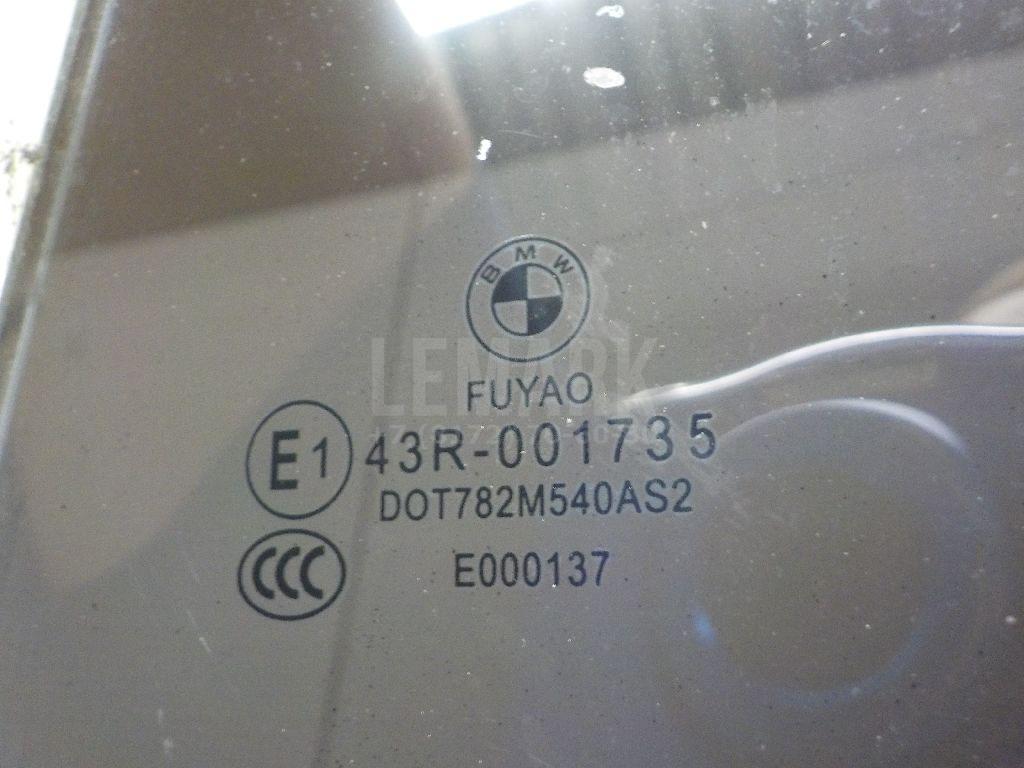 BMW
LEMARK
FUYAO
E1 43R-001735
DOT782M540AS2
CCC E000137